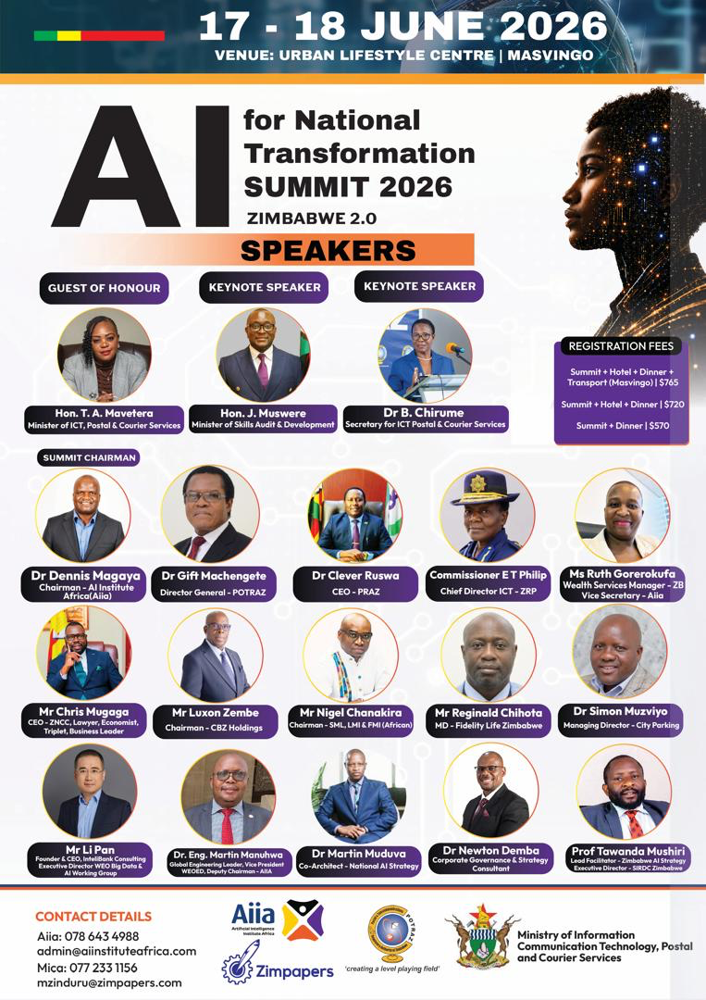 17 - 18 JUNE 2026
VENUE: URBAN LIFESTYLE CENTRE | MASVINGO
AI
for National
Transformation
SUMMIT 2026
ZIMBABWE 2.0
SPEAKERS
GUEST OF HONOUR
KEYNOTE SPEAKER
KEYNOTE SPEAKER
Hon. T. A. Mavetera
Minister of ICT, Postal & Courier Services
Hon. J. Muswere
Minister of Skills Audit & Development
Dr B. Chirume
Secretary for ICT Postal & Courier Services
REGISTRATION FEES
Summit + Hotel + Dinner +
Transport (Masvingo) | $765
Summit + Hotel + Dinner | $720
Summit + Dinner | $570
SUMMIT CHAIRMAN
Dr Dennis Magaya
Chairman - AI Institute
Africa(Aiia)
Dr Gift Machengete
Director General - POTRAZ
Dr Clever Ruswa
CEO - PRAZ
Commissioner E T Philip
Chief Director ICT - ZRP
Ms Ruth Gorerokufa
Wealth Services Manager - ZB
Vice Secretary - Aiia
Mr Chris Mugaga
CEO - ZNCC, Lawyer, Economist,
Triplet, Business Leader
Mr Luxon Zembe
Chairman - CBZ Holdings
Mr Nigel Chanakira
Chairman - SML, LMI & FMI (African)
Mr Reginald Chihota
MD - Fidelity Life Zimbabwe
Dr Simon Muzviyo
Managing Director - City Parking
Mr Li Pan
Founder & CEO, InteliBank Consulting
Executive Director WEO Big Data &
AI Working Group
Dr. Eng. Martin Manuhwa
Global Engineering Leader, Vice President
WEOED, Deputy Chairman - AIIA
Dr Martin Muduva
Co-Architect - National AI Strategy
Dr Newton Demba
Corporate Governance & Strategy
Consultant
Prof Tawanda Mushiri
Lead Facilitator - Zimbabwe AI Strategy
Executive Director - SIRDC Zimbabwe
CONTACT DETAILS
Aiia: 078 643 4988
admin@aiinstituteafrica.com
Mica: 077 233 1156
mzinduru@zimpapers.com
Aiia
Artificial Intelligence
Institute Africa
Zimpapers
POTRAZ
'creating a level playing field'
Ministry of Information
Communication Technology, Postal
and Courier Services